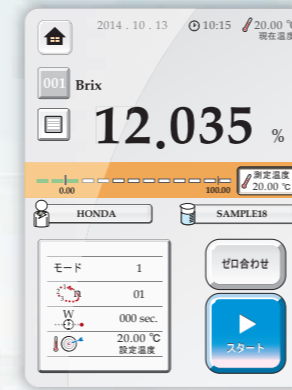 2014 . 10 . 13 10:15 20.00 ℃
現在温度
001 Brix
12.035 %
0.00 100.00
測定温度
20.00 ℃
HONDA SAMPLE18
モード 1
01
W 000 sec.
20.00 ℃
設定温度
ゼロ合わせ
スタート